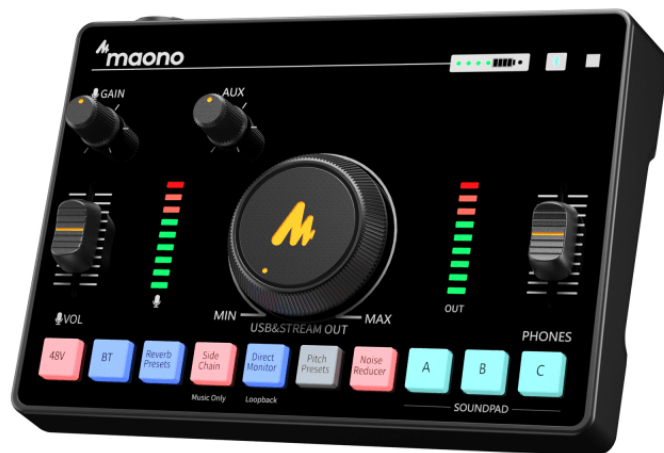 maono
GAIN
AUX
VOL
MIN
MAX
USB&STREAM OUT
OUT
PHONES
48V
BT
Reverb
Presets
Side
Chain
Direct
Monitor
Pitch
Presets
Noise
Reducer
A
B
C
Music Only
Loopback
SOUNDPAD